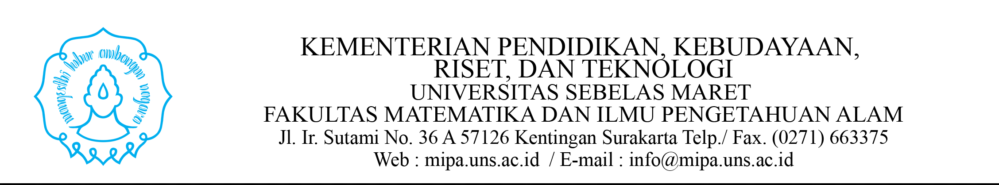 mangesthi luhur ambangun nagara
KEMENTERIAN PENDIDIKAN, KEBUDAYAAN,
RISET, DAN TEKNOLOGI
UNIVERSITAS SEBELAS MARET
FAKULTAS MATEMATIKA DAN ILMU PENGETAHUAN ALAM
Jl. Ir. Sutami No. 36 A 57126 Kentingan Surakarta Telp./ Fax. (0271) 663375
Web : mipa.uns.ac.id / E-mail : info@mipa.uns.ac.id